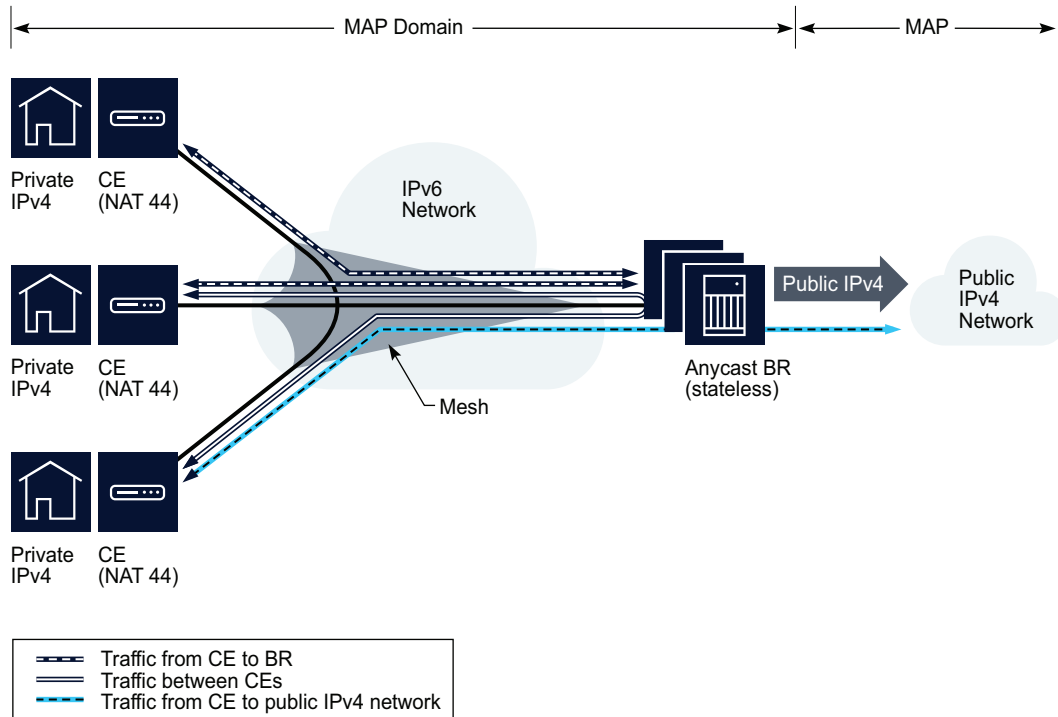 MAP Domain
MAP
Private
IPv4
CE
(NAT 44)
IPv6
Network
Private
IPv4
CE
(NAT 44)
Public IPv4
Public
IPv4
Network
Anycast BR
(stateless)
Mesh
Private
IPv4
CE
(NAT 44)
Traffic from CE to BR
Traffic between CEs
Traffic from CE to public IPv4 network